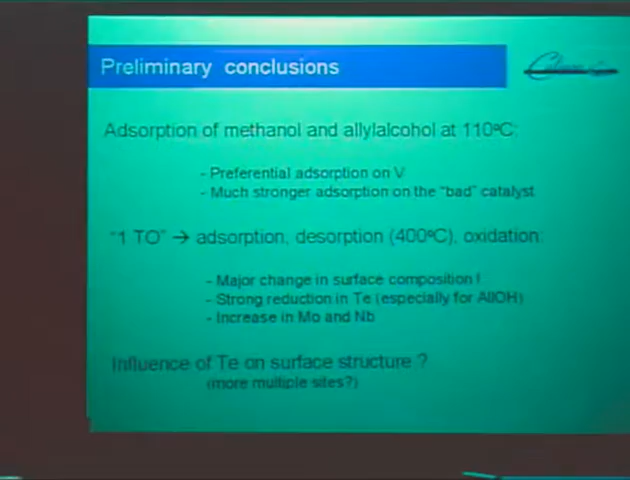 Preliminary conclusions
Adsorption of methanol and allylalcohol at 110ºC:
- Preferential adsorption on V
- Much stronger adsorption on the "bad" catalyst
"1 TO" → adsorption, desorption (400ºC), oxidation:
- Major change in surface composition !
- Strong reduction in Te (especially for AllOH)
- Increase in Mo and Nb
Influence of Te on surface structure ?
(more multiple sites?)